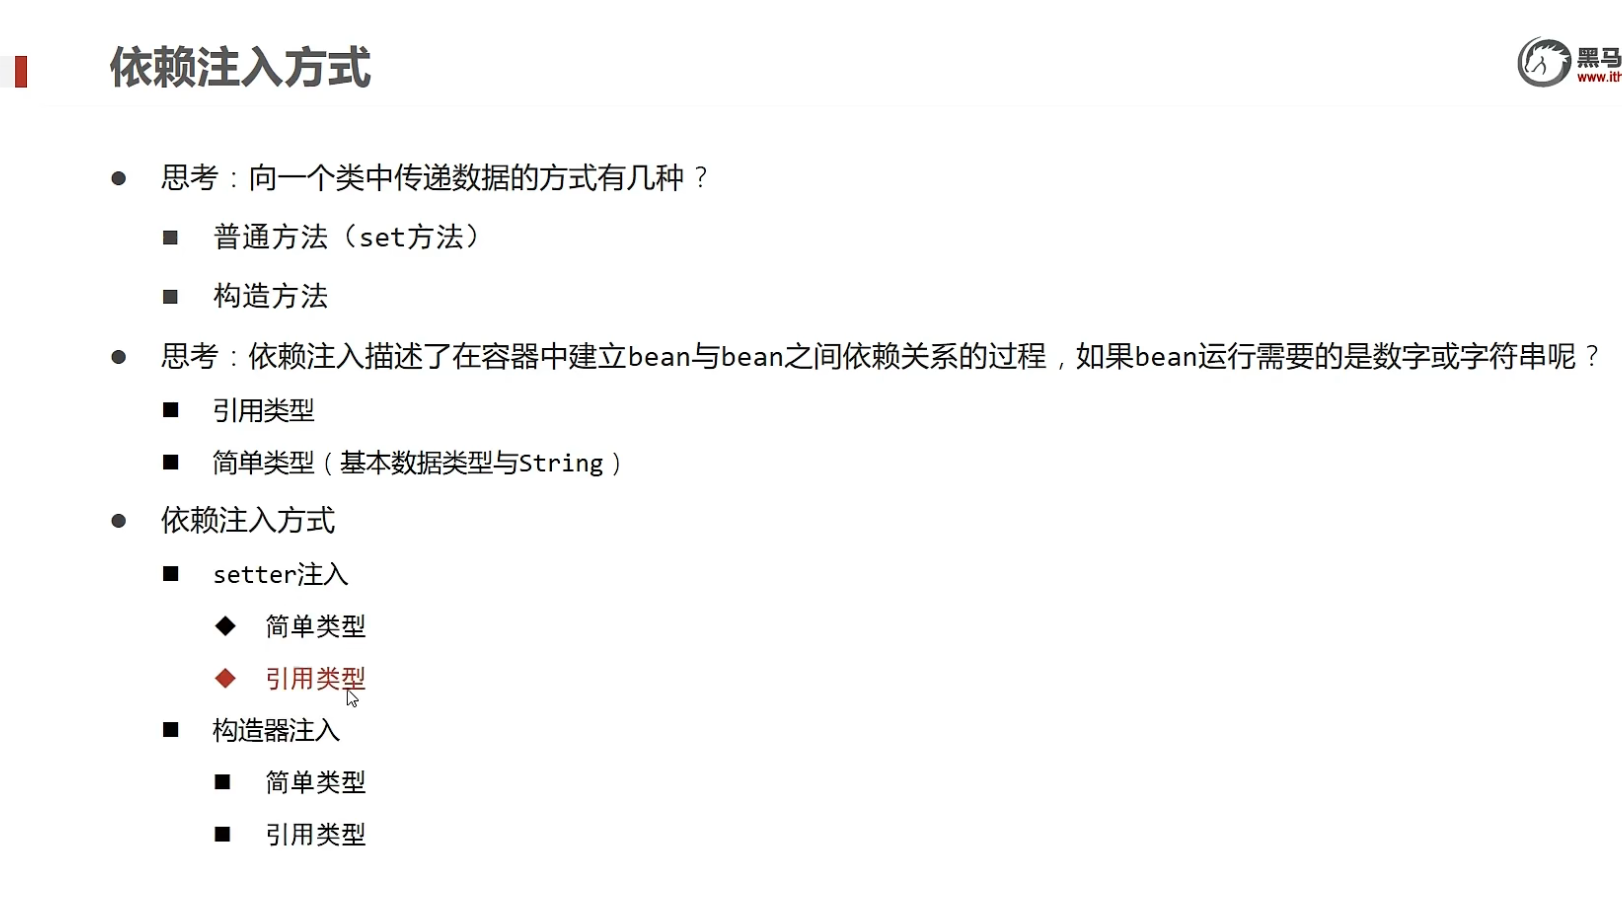 依赖注入方式
黑马
www.ith
思考：向一个类中传递数据的方式有几种？
普通方法（set方法）
构造方法
思考：依赖注入描述了在容器中建立bean与bean之间依赖关系的过程，如果bean运行需要的是数字或字符串呢？
引用类型
简单类型（基本数据类型与String）
依赖注入方式
setter注入
简单类型
引用类型
构造器注入
简单类型
引用类型